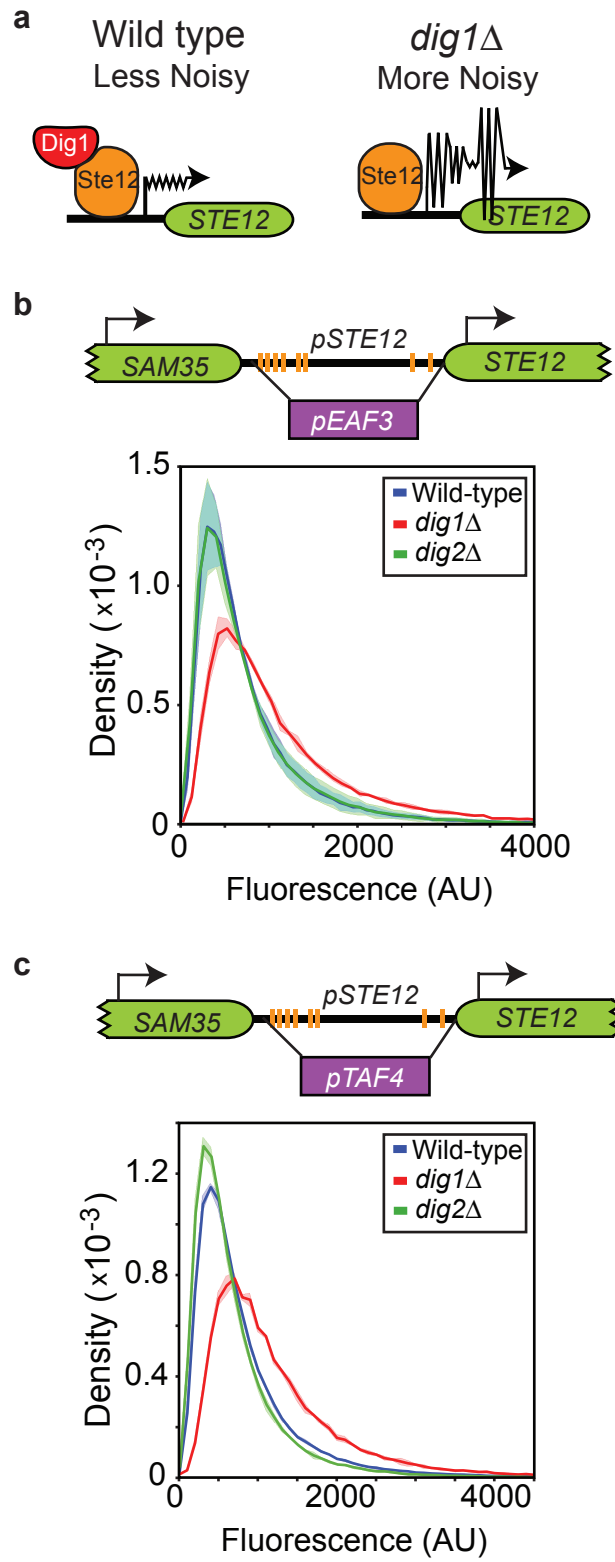 a
Wild type
Less Noisy
dig1Δ
More Noisy
Dig1
Ste12
STE12
Ste12
STE12
b
pSTE12
SAM35
STE12
pEAF3
1.5
1.0
0.5
0
Density (×10⁻³)
Wild-type
dig1Δ
dig2Δ
0 2000 4000
Fluorescence (AU)
c
pSTE12
SAM35
STE12
pTAF4
1.2
0.8
0.4
0
Density (×10⁻³)
Wild-type
dig1Δ
dig2Δ
0 2000 4000
Fluorescence (AU)